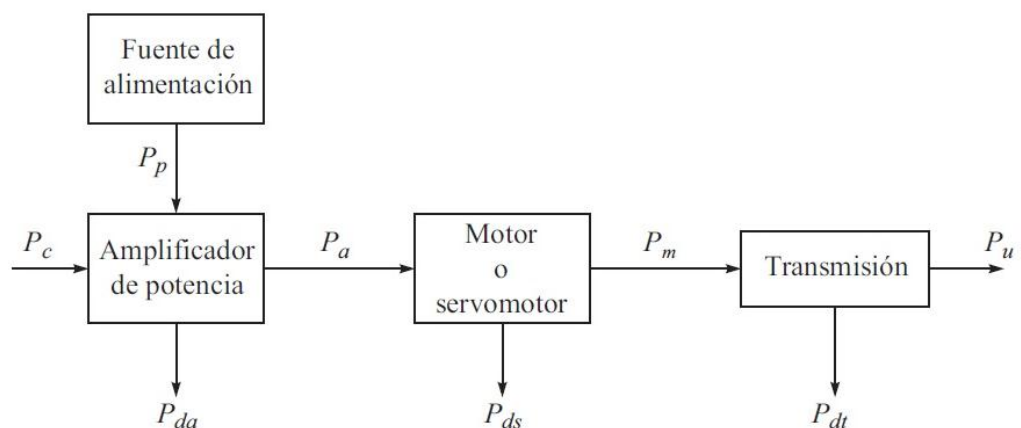 Fuente de
alimentación
P_p
P_c
Amplificador
de potencia
P_a
Motor
o
servomotor
P_m
Transmisión
P_u
P_da
P_ds
P_dt